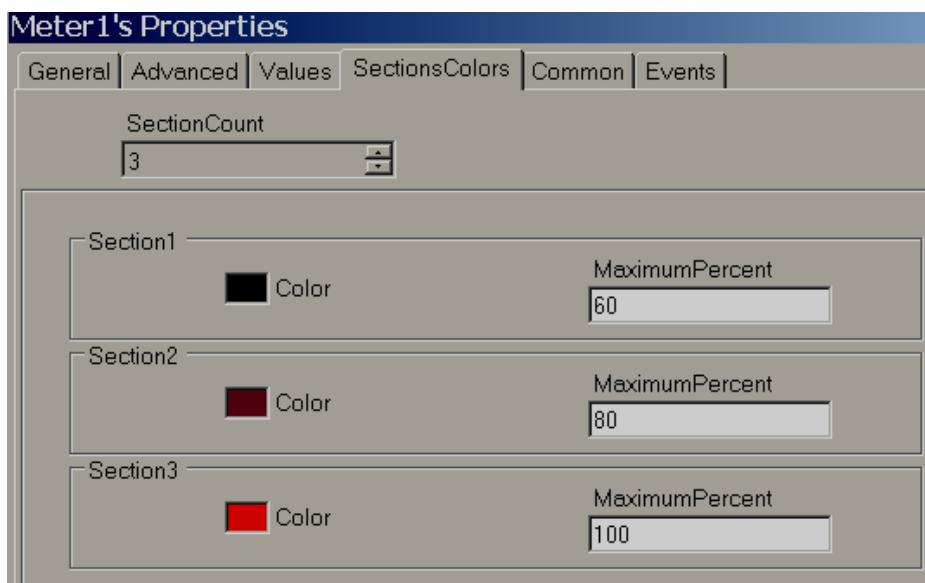 Meter1's Properties
General Advanced Values SectionsColors Common Events
SectionCount
3
Section1
Color
MaximumPercent
60
Section2
Color
MaximumPercent
80
Section3
Color
MaximumPercent
100